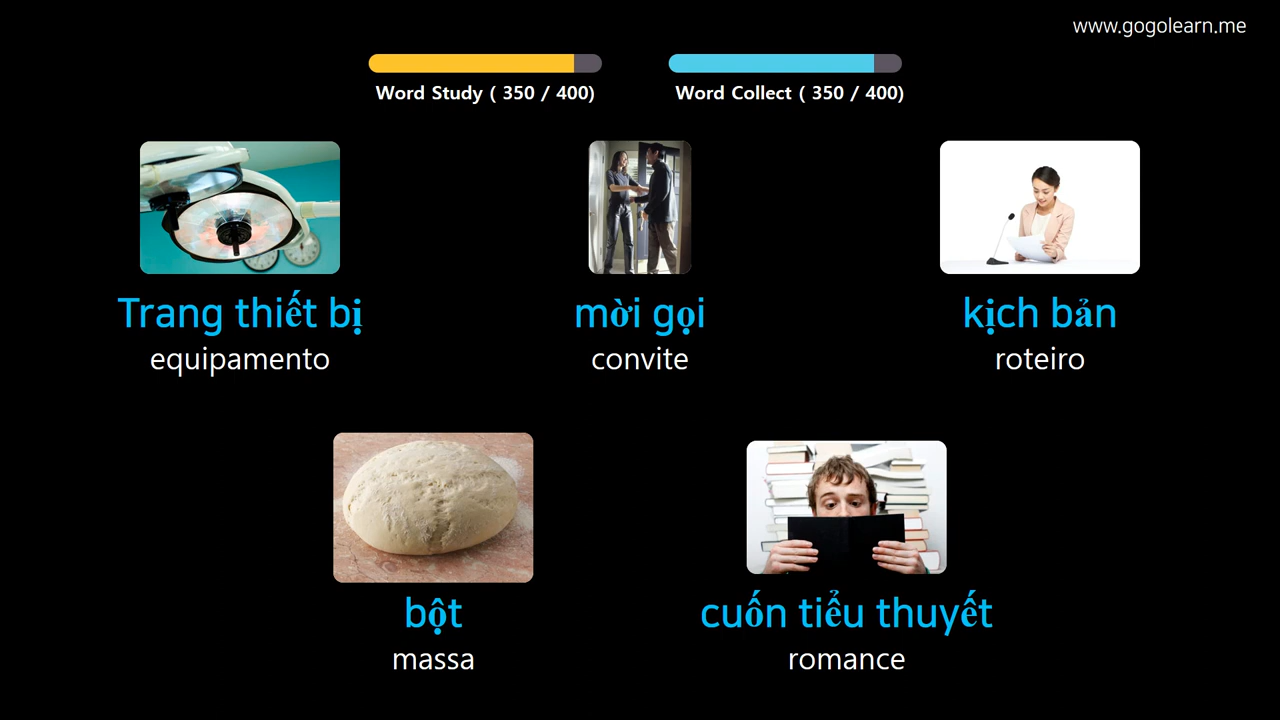 www.gogolearn.me
Word Study ( 350 / 400)
Word Collect ( 350 / 400)
Trang thiết bị
equipamento
mời gọi
convite
kịch bản
roteiro
bột
massa
cuốn tiểu thuyết
romance